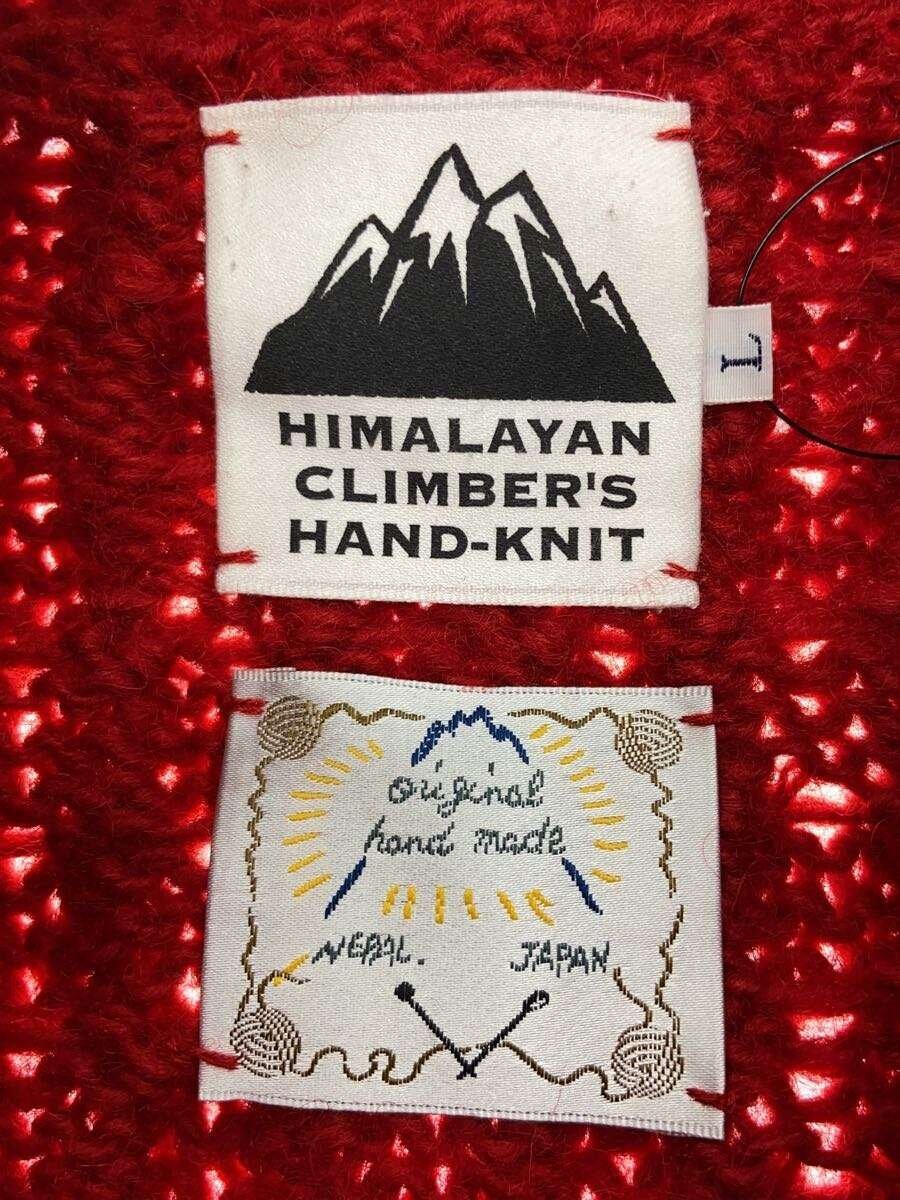 HIMALAYAN
CLIMBER'S
HAND-KNIT
L
original
hand made
NEPAL.
JAPAN